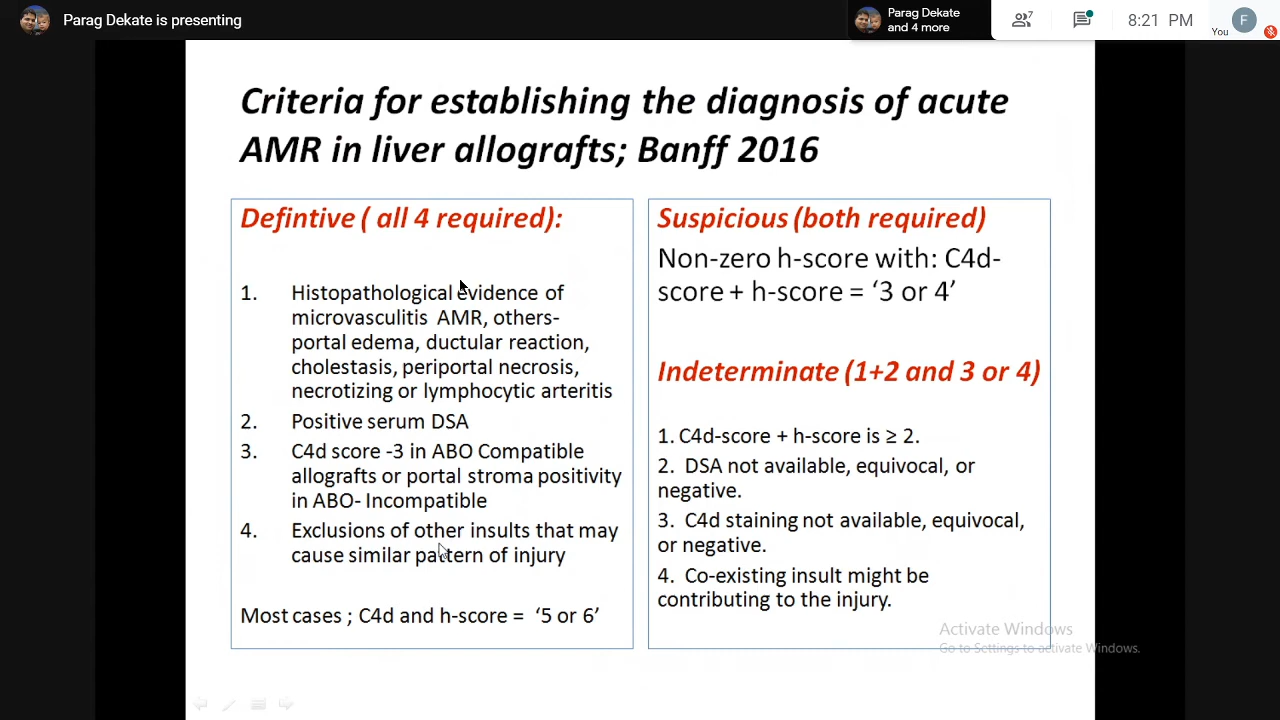 Parag Dekate is presenting
Parag Dekate
and 4 more
7
8:21 PM
You
F
Criteria for establishing the diagnosis of acute
AMR in liver allografts; Banff 2016
Defintive ( all 4 required):
1. Histopathological evidence of
microvasculitis AMR, others-
portal edema, ductular reaction,
cholestasis, periportal necrosis,
necrotizing or lymphocytic arteritis
2. Positive serum DSA
3. C4d score -3 in ABO Compatible
allografts or portal stroma positivity
in ABO- Incompatible
4. Exclusions of other insults that may
cause similar pattern of injury
Most cases ; C4d and h-score = ‘5 or 6’
Suspicious (both required)
Non-zero h-score with: C4d-
score + h-score = ‘3 or 4’
Indeterminate (1+2 and 3 or 4)
1. C4d-score + h-score is ≥ 2.
2. DSA not available, equivocal, or
negative.
3. C4d staining not available, equivocal,
or negative.
4. Co-existing insult might be
contributing to the injury.
Activate Windows
Go to Settings to activate Windows.